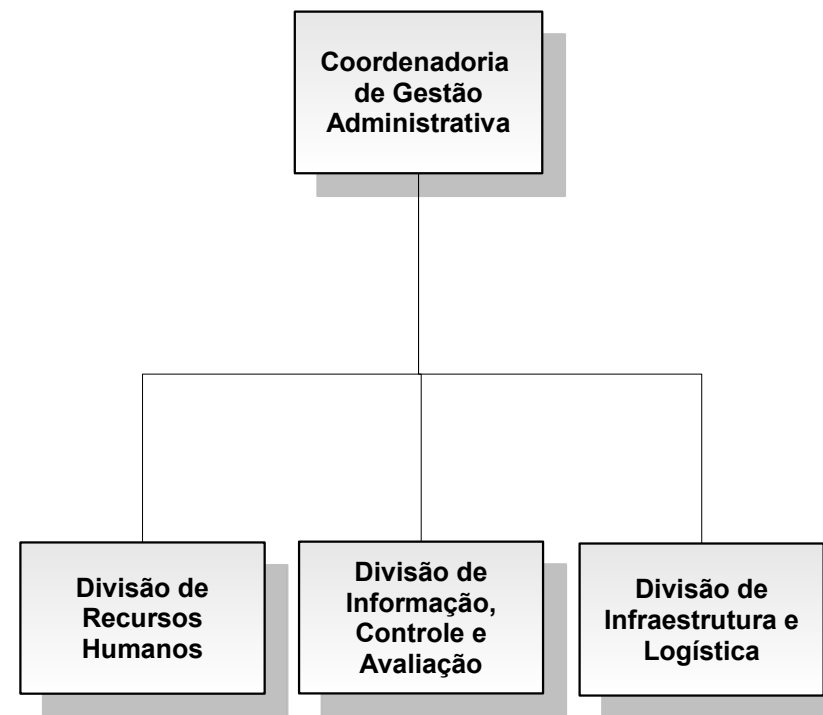 Coordenadoria
de Gestão
Administrativa
Divisão de
Recursos
Humanos
Divisão de
Informação,
Controle e
Avaliação
Divisão de
Infraestrutura e
Logística